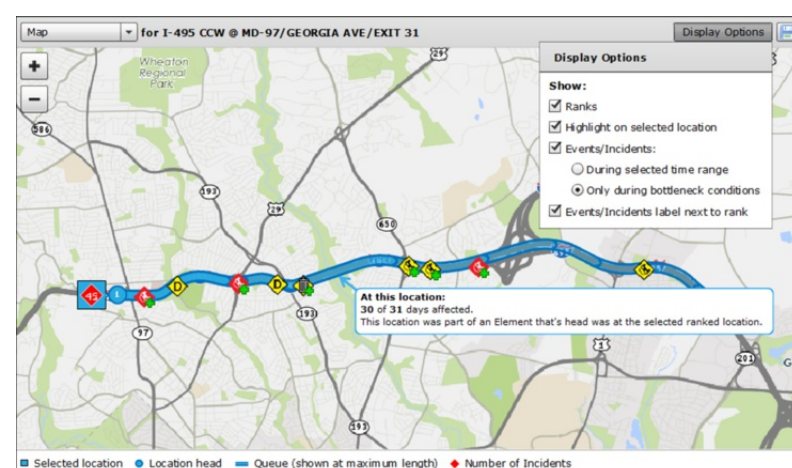 Map
for I-495 CCW @ MD-97/GEORGIA AVE/EXIT 31
Display Options
Display Options
Show:
Ranks
Highlight on selected location
Events/Incidents:
During selected time range
Only during bottleneck conditions
Events/Incidents label next to rank
+
−
Wheaton
Regional
Park
29
586
193
29
650
D
D
45
1
97
193
At this location:
30 of 31 days affected.
This location was part of an Element that's head was at the selected ranked location.
1
201
G
193
Selected location
Location head
Queue (shown at maximum length)
Number of Incidents